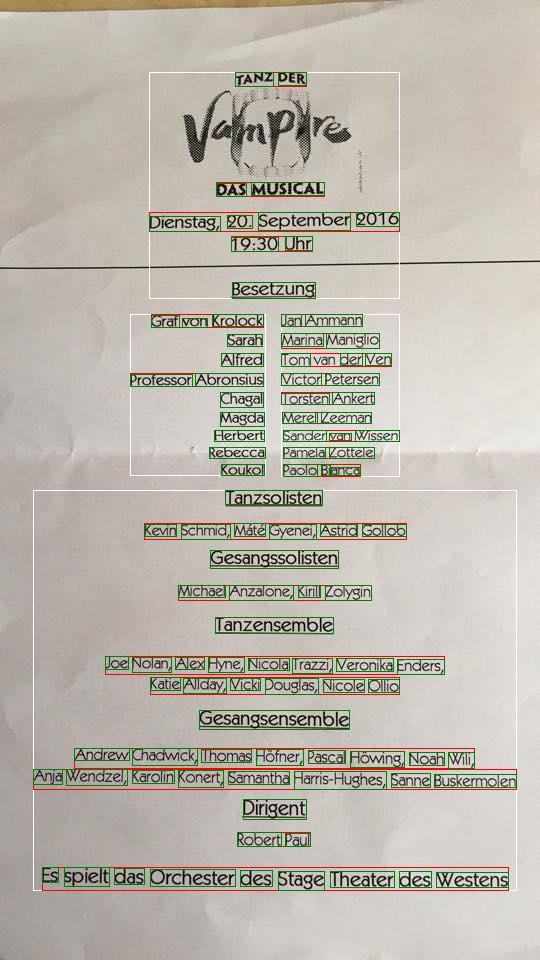 TANZ DER
Vampire
DAS MUSICAL
Dienstag, 20. September 2016
19:30 Uhr
Besetzung
Graf von Krolock Jan Ammann
Sarah Marina Maniglio
Alfred Tom van der Ven
Professor Abronsius Victor Petersen
Chagal Torsten Ankert
Magda Merel Zeeman
Herbert Sander van Wissen
Rebecca Pamela Zottele
Koukol Paolo Bianca
Tanzsolisten
Kevin Schmid, Máté Gyenei, Astrid Gollob
Gesangssolisten
Michael Anzalone, Kirill Zolygin
Tanzensemble
Joe Nolan, Alex Hyne, Nicola Trazzi, Veronika Enders,
Katie Allday, Vicki Douglas, Nicole Ollio
Gesangsensemble
Andrew Chadwick, Thomas Höfner, Pascal Höwing, Noah Wili,
Anja Wendzel, Karolin Konert, Samantha Harris-Hughes, Sanne Buskermolen
Dirigent
Robert Paul
Es spielt das Orchester des Stage Theater des Westens